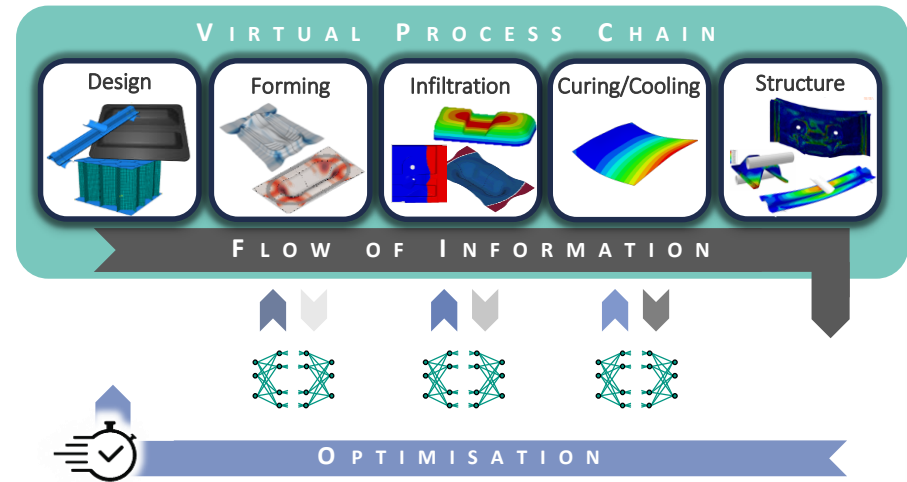 VIRTUAL PROCESS CHAIN
Design
Forming
Infiltration
Curing/Cooling
Structure
FLOW OF INFORMATION
OPTIMISATION